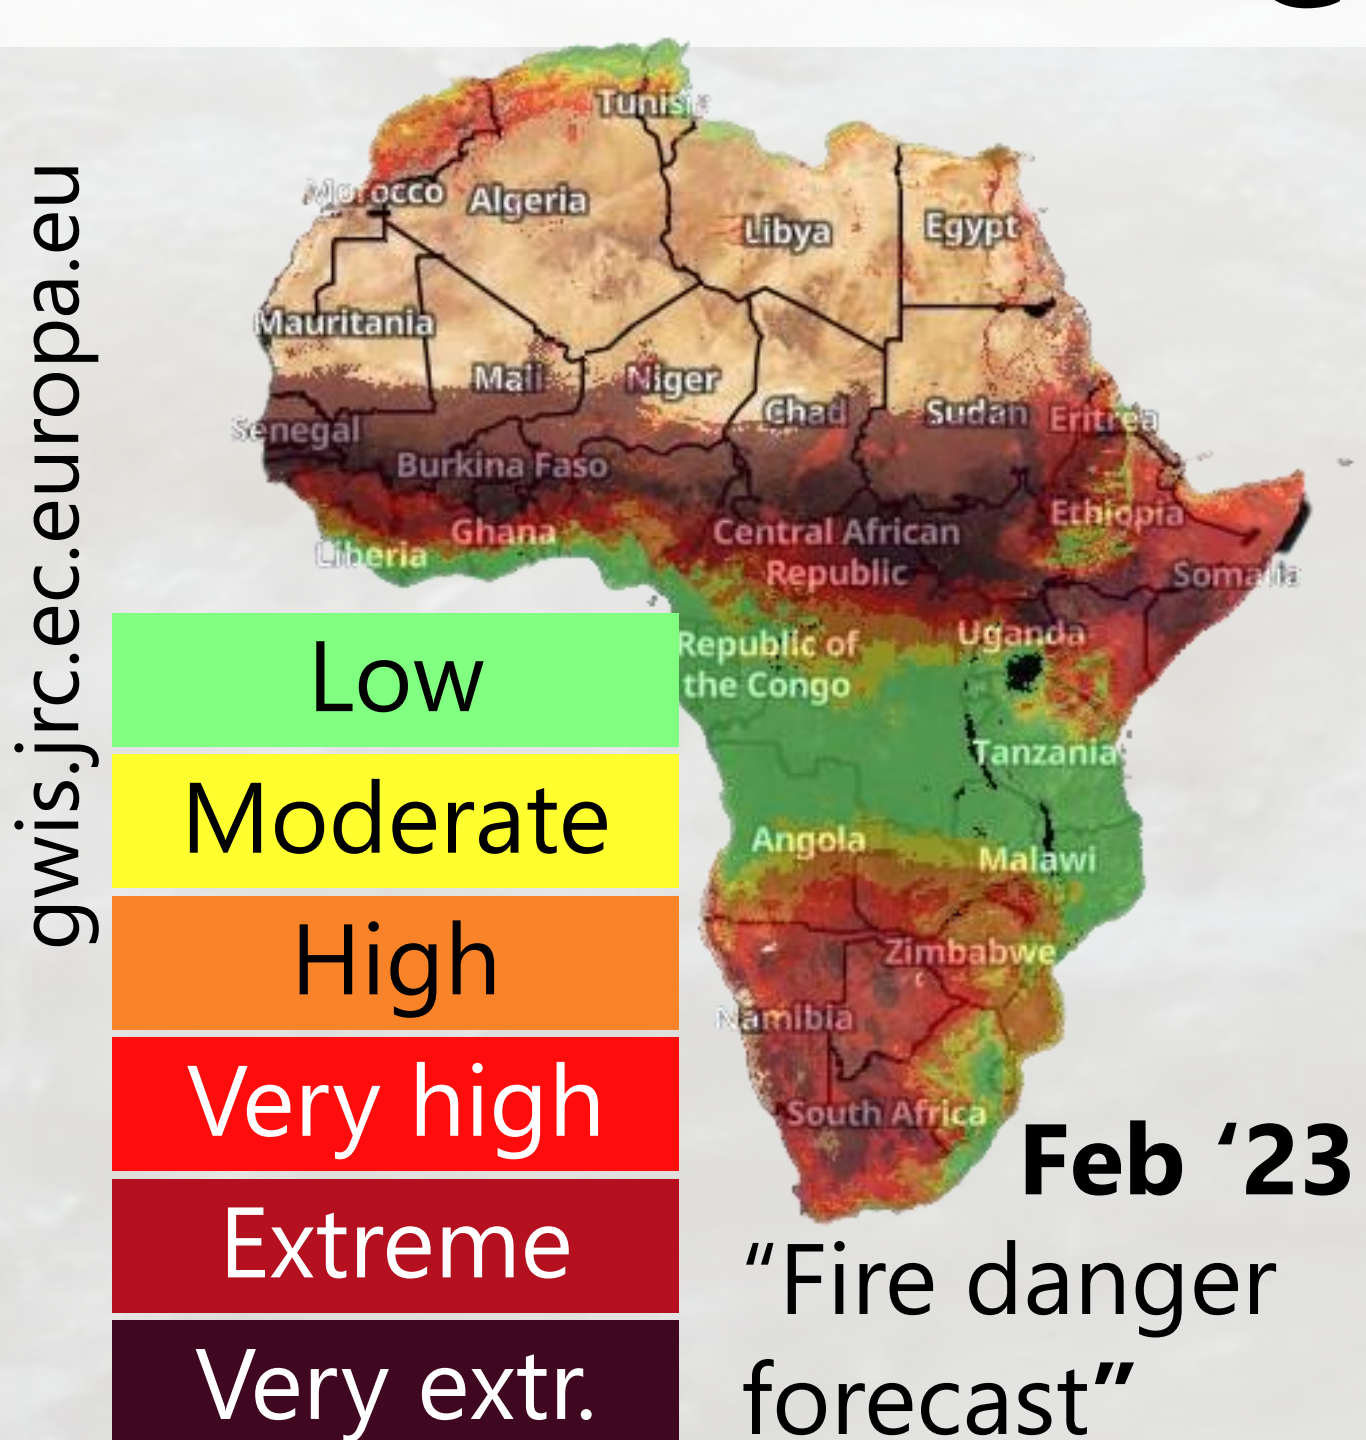 gwis.jrc.ec.europa.eu
Tunisia
Morocco
Algeria
Libya
Egypt
Mauritania
Mali
Niger
Chad
Sudan
Eritrea
Senegal
Burkina Faso
Ghana
Central African
Republic
Ethiopia
Liberia
Somalia
Uganda
Republic of
the Congo
Tanzania
Angola
Malawi
Zimbabwe
Namibia
South Africa
Low
Moderate
High
Very high
Extreme
Very extr.
Feb ‘23
“Fire danger
forecast”